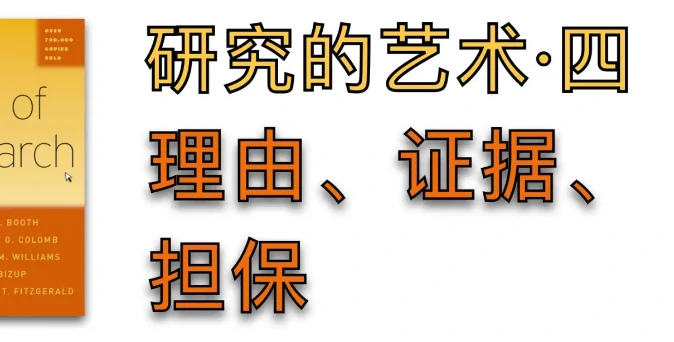 OVER
700,000
COPIES
SOLD
of
arch
. BOOTH
G. COLOMB
M. WILLIAMS
BIZUP
T. FITZGERALD
研究的艺术·四
理由、证据、
担保